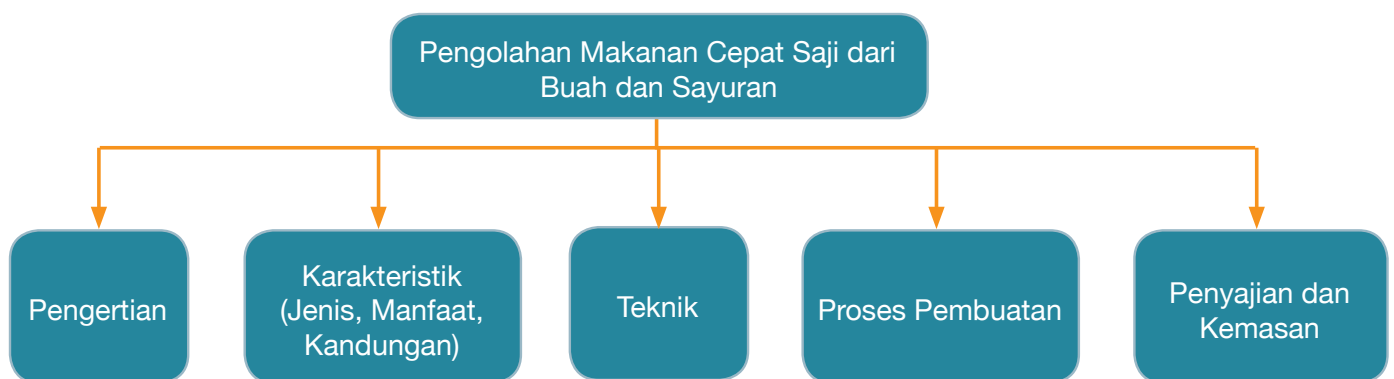 Pengolahan Makanan Cepat Saji dari
Buah dan Sayuran
Pengertian
Karakteristik
(Jenis, Manfaat,
Kandungan)
Teknik
Proses Pembuatan
Penyajian dan
Kemasan